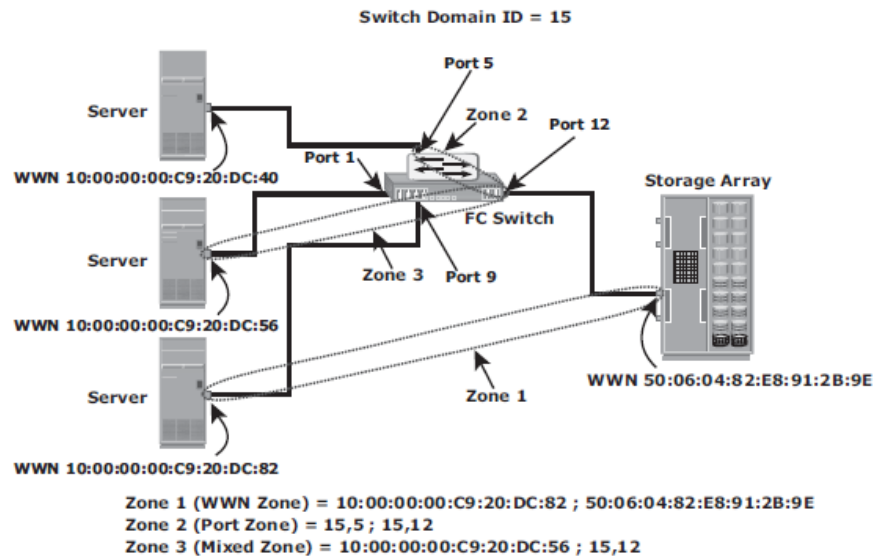 Switch Domain ID = 15
Port 5
Server
Zone 2
Port 12
Port 1
WWN 10:00:00:00:C9:20:DC:40
Storage Array
FC Switch
Server
Zone 3
Port 9
WWN 10:00:00:00:C9:20:DC:56
Server
Zone 1
WWN 50:06:04:82:E8:91:2B:9E
WWN 10:00:00:00:C9:20:DC:82
Zone 1 (WWN Zone) = 10:00:00:00:C9:20:DC:82 ; 50:06:04:82:E8:91:2B:9E
Zone 2 (Port Zone) = 15,5 ; 15,12
Zone 3 (Mixed Zone) = 10:00:00:00:C9:20:DC:56 ; 15,12